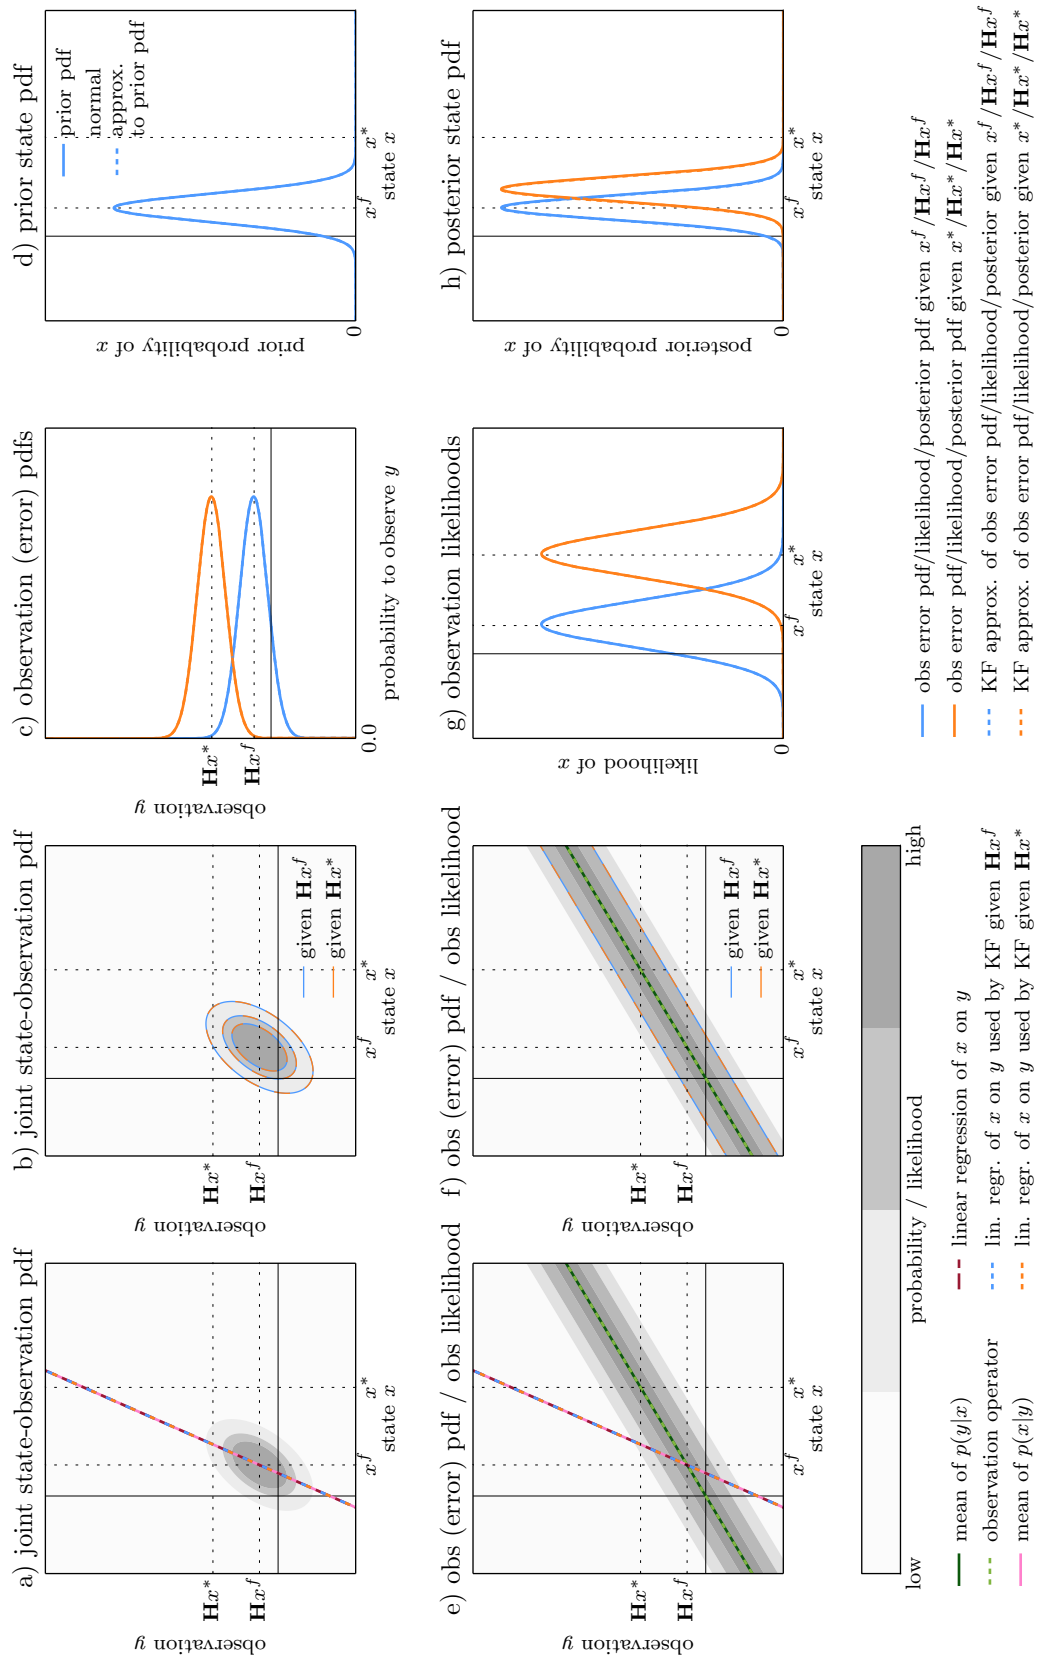 a) joint state-observation pdf
observation y
Hx*
Hx^f
x^f
x*
state x
b) joint state-observation pdf
observation y
Hx*
Hx^f
given Hx^f
given Hx*
x^f
x*
state x
c) observation (error) pdfs
observation y
Hx*
Hx^f
0.0
probability to observe y
d) prior state pdf
prior probability of x
prior pdf
normal
approx.
to prior pdf
0
x^f
x*
state x
e) obs (error) pdf / obs likelihood
observation y
Hx*
Hx^f
x^f
x*
state x
f) obs (error) pdf / obs likelihood
observation y
Hx*
Hx^f
given Hx^f
given Hx*
x^f
x*
state x
g) observation likelihoods
likelihood of x
0
x^f
x*
state x
h) posterior state pdf
posterior probability of x
0
x^f
x*
state x
low
probability / likelihood
high
mean of p(y|x)
observation operator
mean of p(x|y)
linear regression of x on y
lin. regr. of x on y used by KF given Hx^f
lin. regr. of x on y used by KF given Hx*
obs error pdf/likelihood/posterior pdf given x^f/Hx^f
obs error pdf/likelihood/posterior pdf given x*/Hx*
KF approx. of obs error pdf/likelihood/posterior given x^f/Hx^f
KF approx. of obs error pdf/likelihood/posterior given x*/Hx*